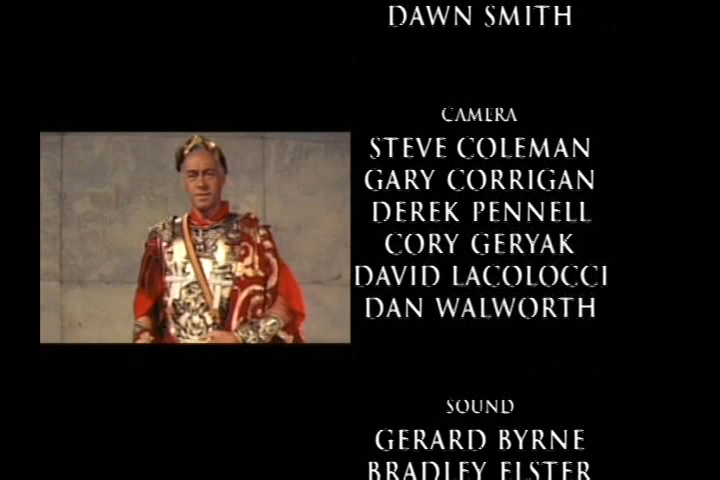 DAWN SMITH
CAMERA
STEVE COLEMAN
GARY CORRIGAN
DEREK PENNELL
CORY GERYAK
DAVID LACOLOCCI
DAN WALWORTH
SOUND
GERARD BYRNE
BRADLEY ELSTER